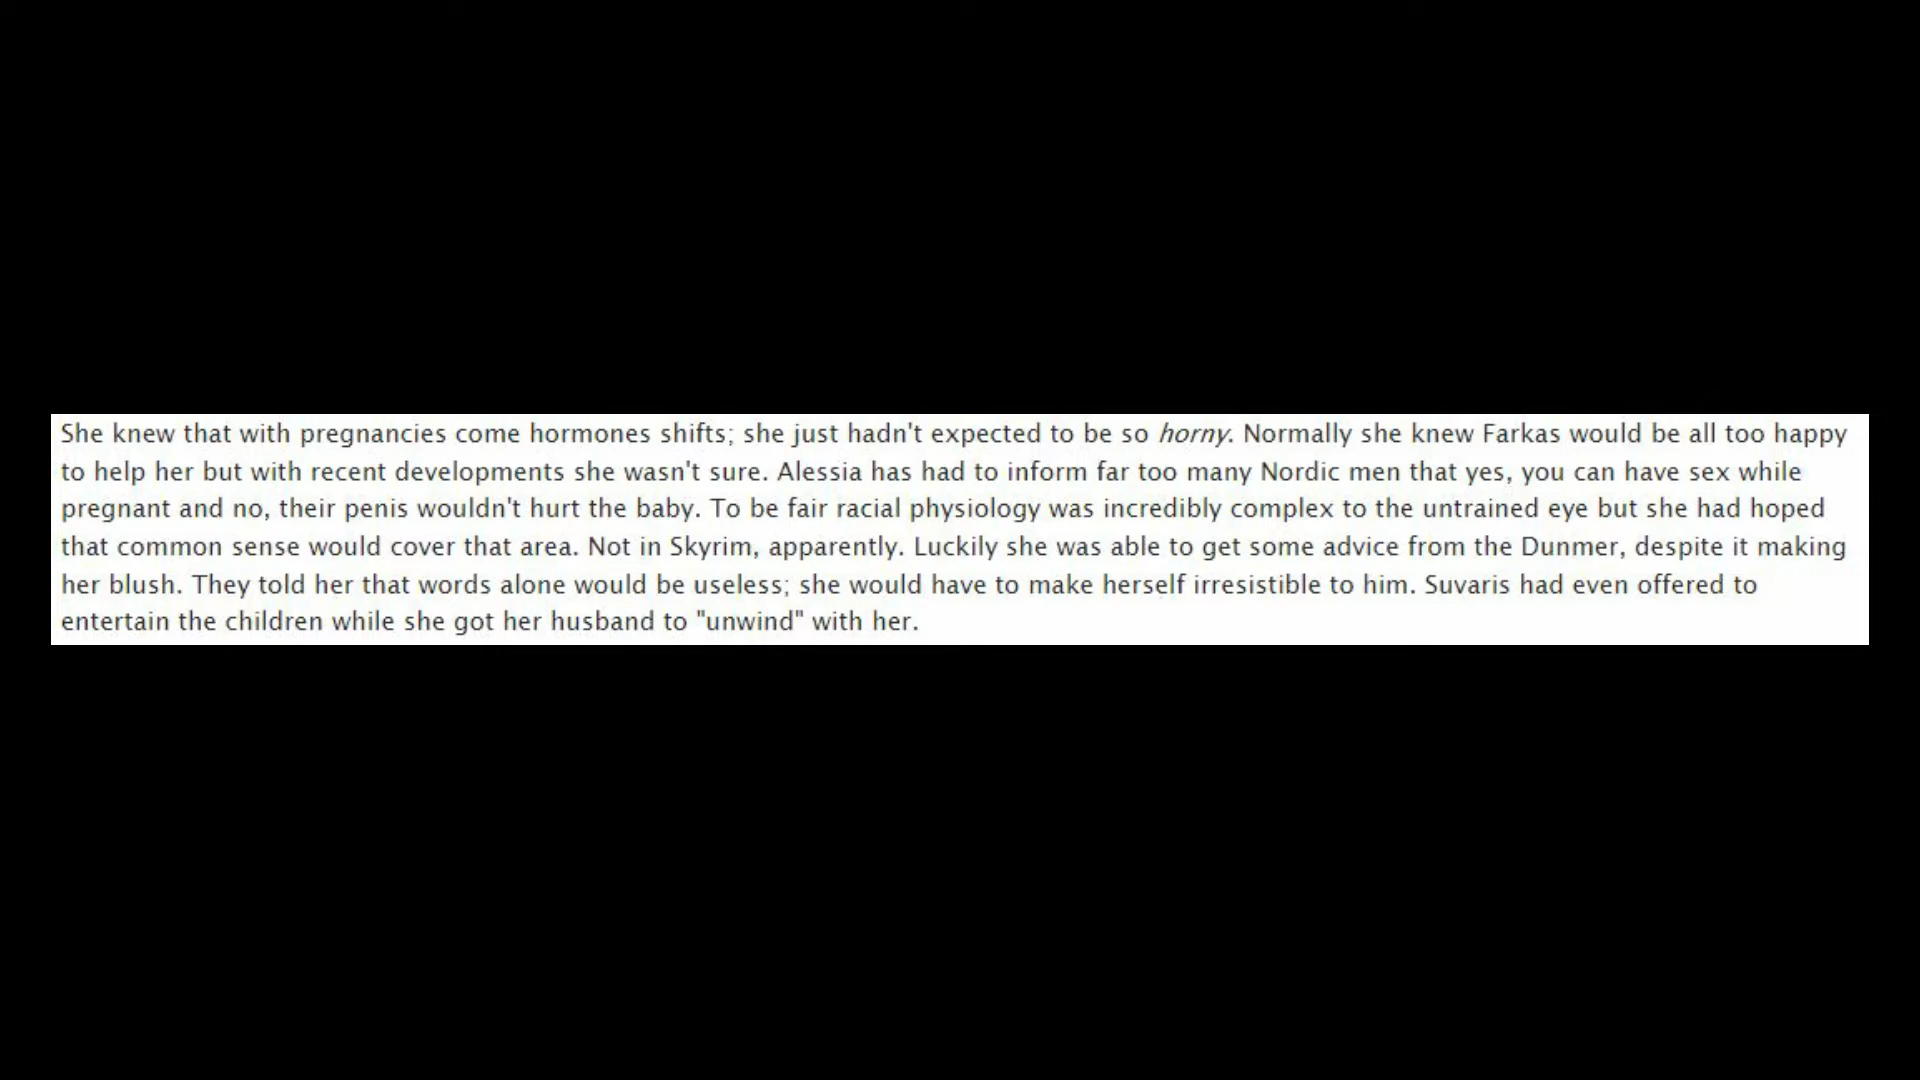 She knew that with pregnancies come hormones shifts; she just hadn't expected to be so horny. Normally she knew Farkas would be all too happy
to help her but with recent developments she wasn't sure. Alessia has had to inform far too many Nordic men that yes, you can have sex while
pregnant and no, their penis wouldn't hurt the baby. To be fair racial physiology was incredibly complex to the untrained eye but she had hoped
that common sense would cover that area. Not in Skyrim, apparently. Luckily she was able to get some advice from the Dunmer, despite it making
her blush. They told her that words alone would be useless; she would have to make herself irresistible to him. Suvaris had even offered to
entertain the children while she got her husband to "unwind" with her.